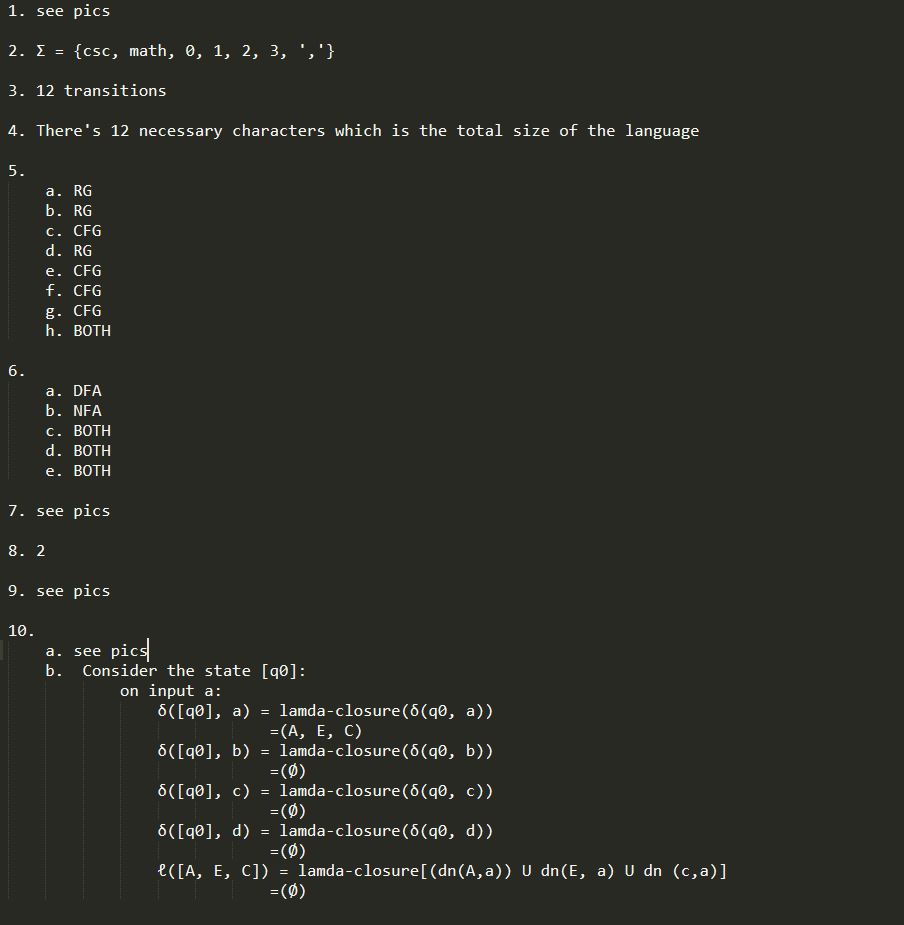 1. see pics
2. Σ = {csc, math, 0, 1, 2, 3, ','}
3. 12 transitions
4. There's 12 necessary characters which is the total size of the language
5.
a. RG
b. RG
c. CFG
d. RG
e. CFG
f. CFG
g. CFG
h. BOTH
6.
a. DFA
b. NFA
c. BOTH
d. BOTH
e. BOTH
7. see pics
8. 2
9. see pics
10.
a. see pics
b.  Consider the state [q0]:
on input a:
δ([q0], a) = lamda-closure(δ(q0, a))
=(A, E, C)
δ([q0], b) = lamda-closure(δ(q0, b))
=(Ø)
δ([q0], c) = lamda-closure(δ(q0, c))
=(Ø)
δ([q0], d) = lamda-closure(δ(q0, d))
=(Ø)
ℓ([A, E, C]) = lamda-closure[(dn(A,a)) U dn(E, a) U dn (c,a)]
=(Ø)